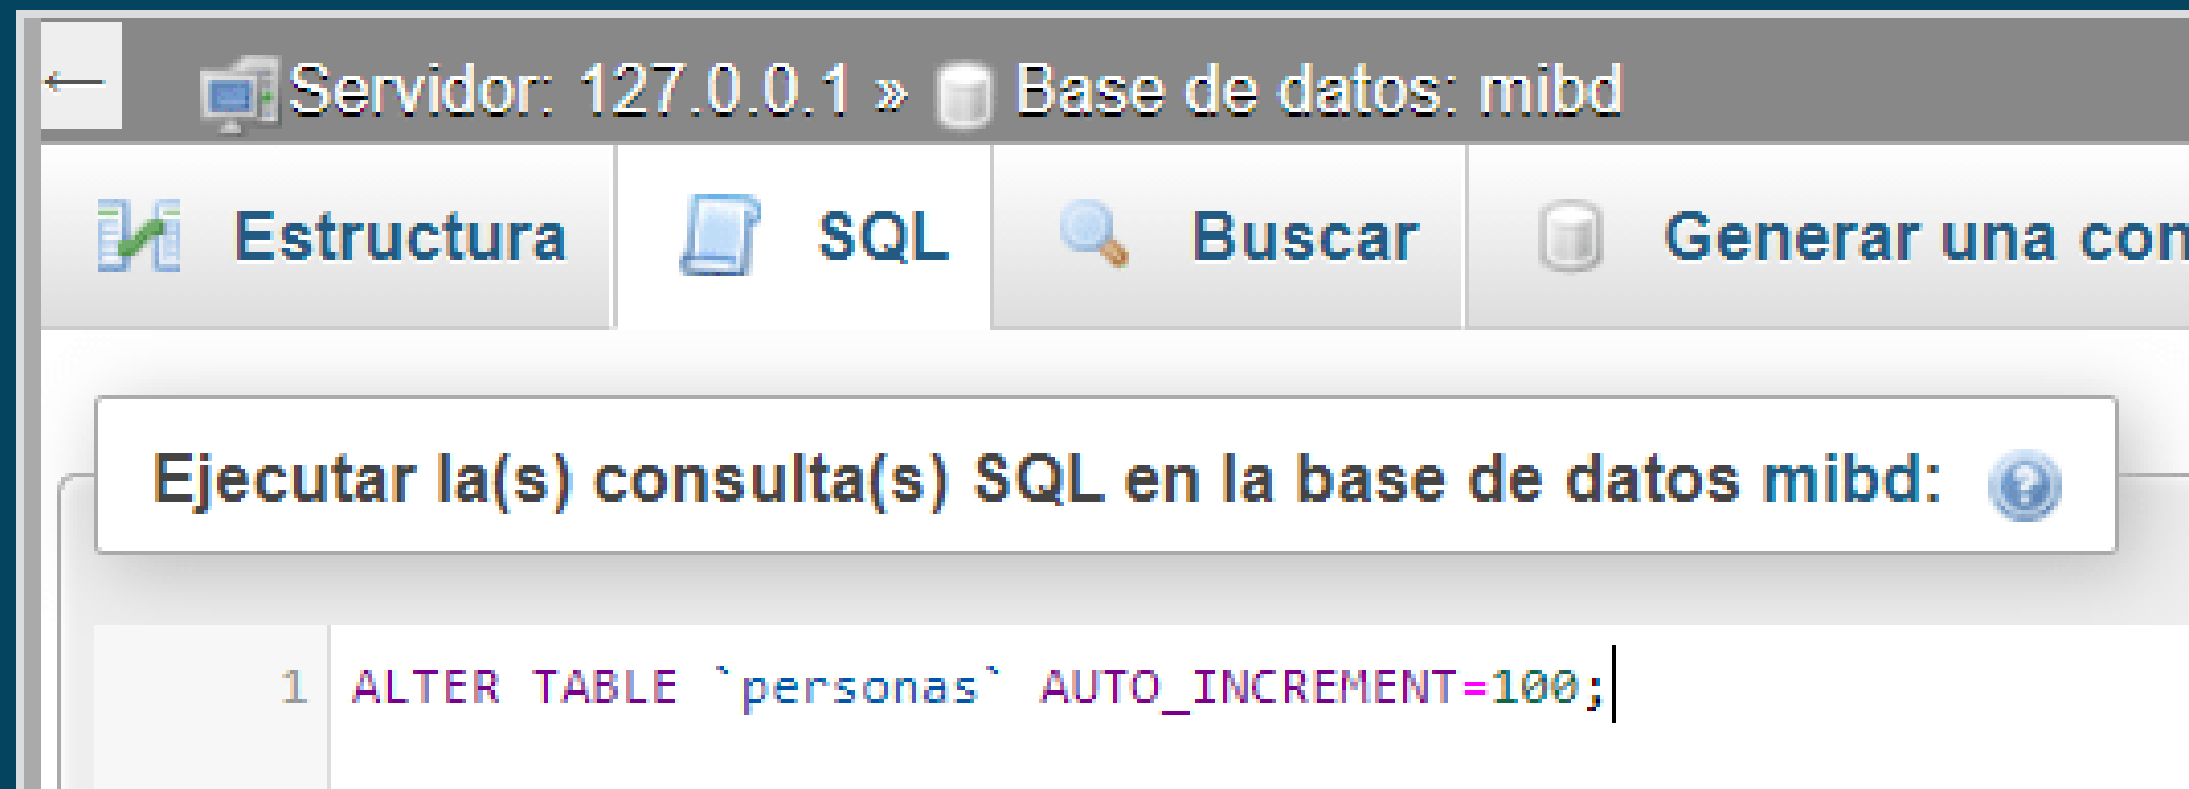 ← Servidor: 127.0.0.1 » Base de datos: mibd
Estructura SQL Buscar Generar una con
Ejecutar la(s) consulta(s) SQL en la base de datos mibd:
1 ALTER TABLE `personas` AUTO_INCREMENT=100;